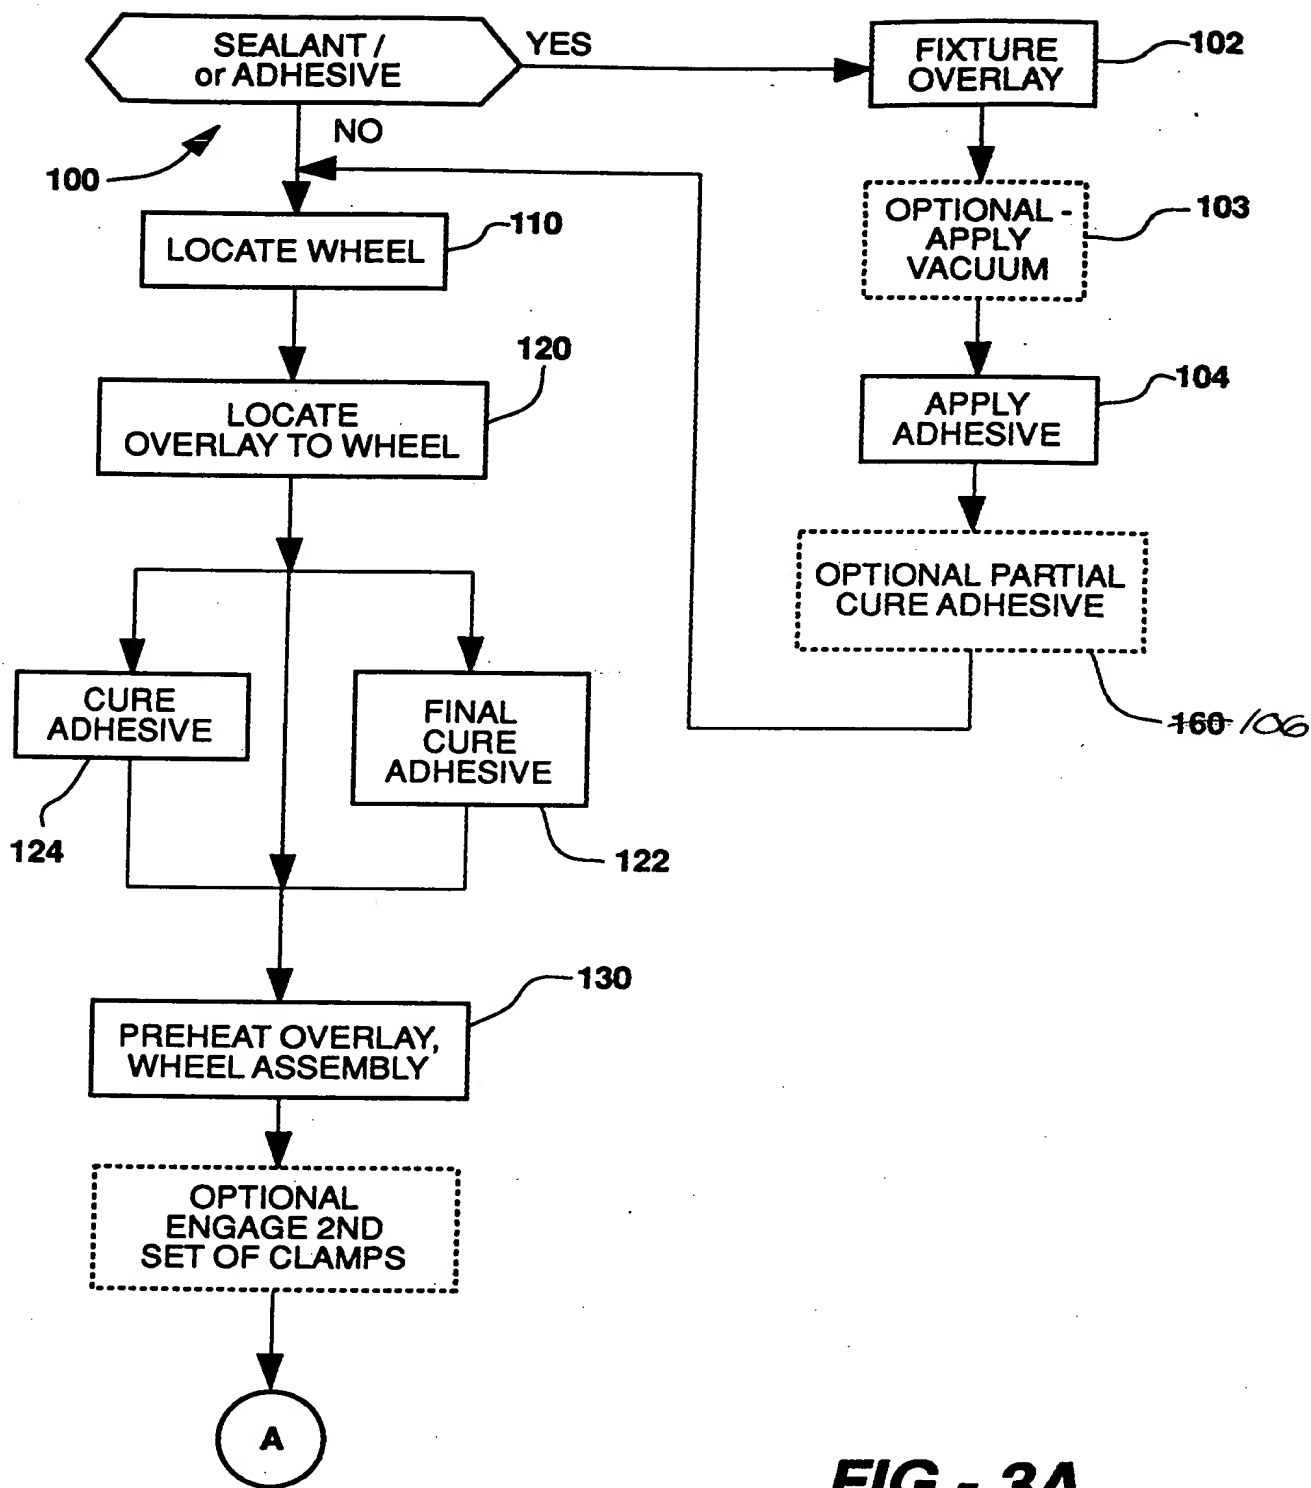 SEALANT /
or ADHESIVE
YES
NO
100
FIXTURE
OVERLAY
102
OPTIONAL -
APPLY
VACUUM
103
APPLY
ADHESIVE
104
OPTIONAL PARTIAL
CURE ADHESIVE
160 106
LOCATE WHEEL
110
LOCATE
OVERLAY TO WHEEL
120
CURE
ADHESIVE
124
FINAL
CURE
ADHESIVE
122
PREHEAT OVERLAY,
WHEEL ASSEMBLY
130
OPTIONAL
ENGAGE 2ND
SET OF CLAMPS
A
FIG - 3A